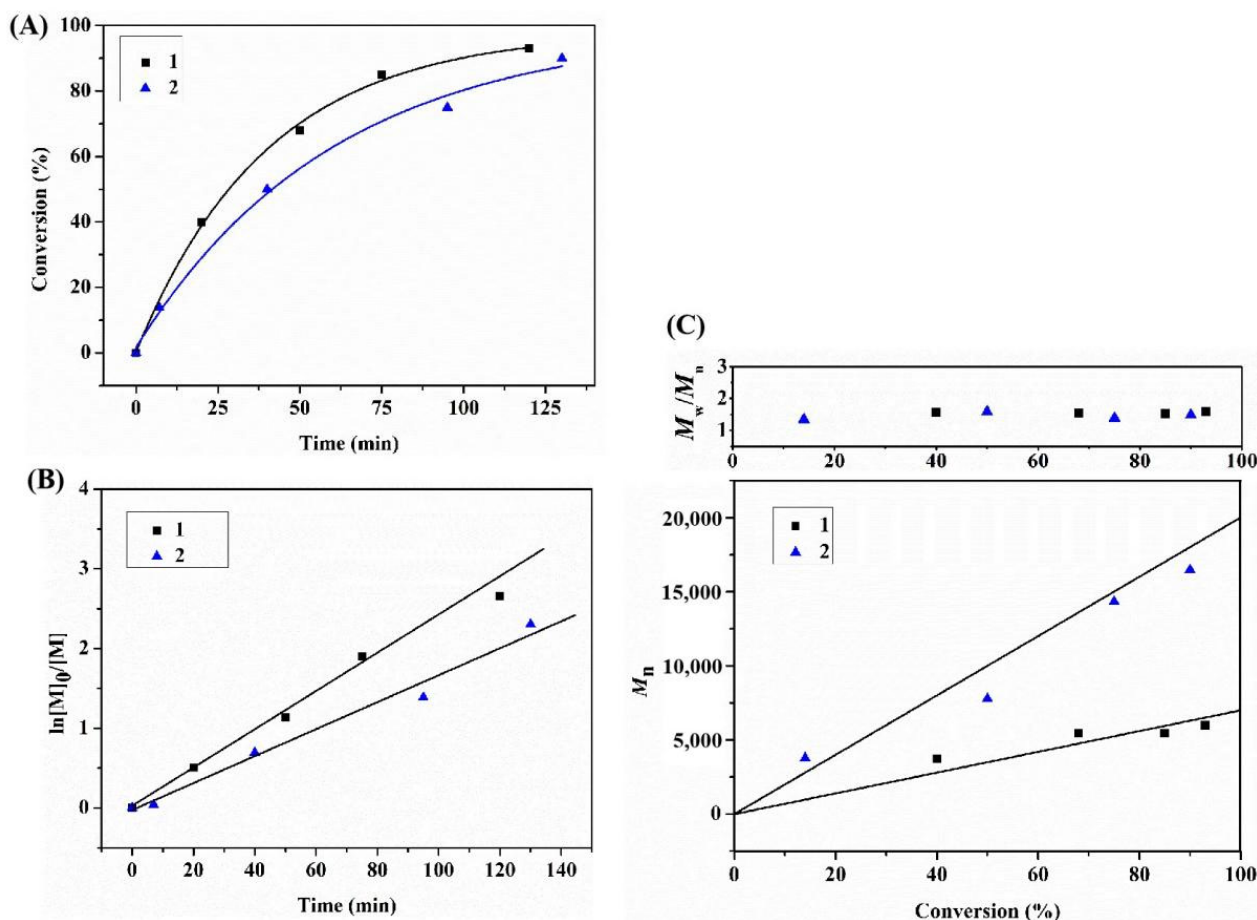 (A)
100
80
60
40
20
0
Conversion (%)
1
2
0 25 50 75 100 125
Time (min)
(B)
4
3
2
1
0
ln[M]0/[M]
1
2
0 20 40 60 80 100 120 140
Time (min)
(C)
3
2
1
Mw/Mn
0 20 40 60 80 100
20,000
15,000
10,000
5,000
0
Mn
1
2
0 20 40 60 80 100
Conversion (%)